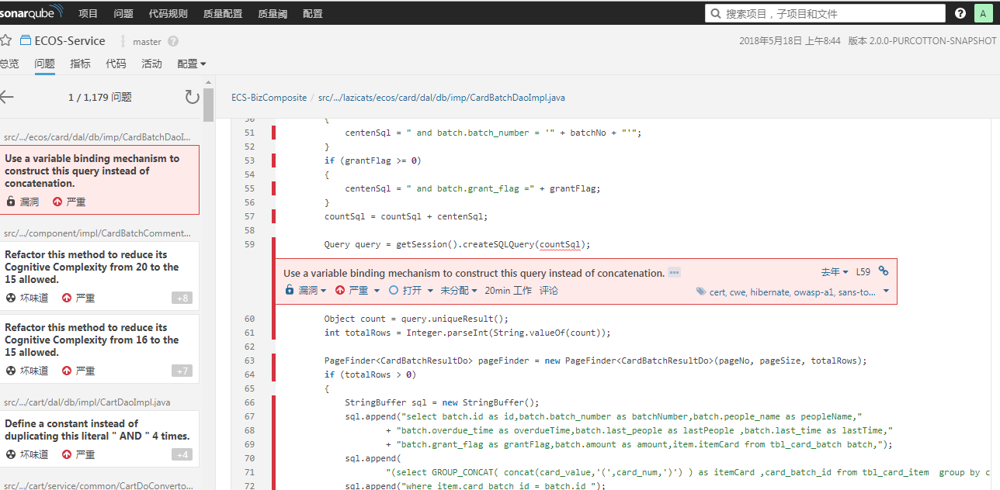 sonarqube 项目 问题 代码规则 质量配置 质量阈 配置 搜索项目，子项目和文件 ? A
ECOS-Service master ? 2018年5月18日 上午8:44 版本 2.0.0-PURCOTTON-SNAPSHOT
总览 问题 指标 代码 活动 配置
1 / 1,179 问题
src/.../ecos/card/dal/db/imp/CardBatchDaoI...
Use a variable binding mechanism to
construct this query instead of
concatenation.
漏洞 严重
src/.../component/impl/CardBatchComment...
Refactor this method to reduce its
Cognitive Complexity from 20 to the
15 allowed.
坏味道 严重 +8
Refactor this method to reduce its
Cognitive Complexity from 16 to the
15 allowed.
坏味道 严重 +7
src/.../cart/dal/db/impl/CartDaoImpl.java
Define a constant instead of
duplicating this literal " AND " 4 times.
坏味道 严重 +4
src/.../cart/service/common/CartDoConverto...
ECS-BizComposite / src/.../lazicats/ecos/card/dal/db/imp/CardBatchDaoImpl.java
50 {
51 centenSql = " and batch.batch_number = '" + batchNo + "'";
52 }
53 if (grantFlag >= 0)
54 {
55 centenSql = " and batch.grant_flag =" + grantFlag;
56 }
57 countSql = countSql + centenSql;
58
59 Query query = getSession().createSQLQuery(countSql);
Use a variable binding mechanism to construct this query instead of concatenation. ••• 去年 L59
漏洞 严重 打开 未分配 20min 工作 评论 cert, cwe, hibernate, owasp-a1, sans-to...
60 Object count = query.uniqueResult();
61 int totalRows = Integer.parseInt(String.valueOf(count));
62
63 PageFinder<CardBatchResultDo> pageFinder = new PageFinder<CardBatchResultDo>(pageNo, pageSize, totalRows);
64 if (totalRows > 0)
65 {
66 StringBuffer sql = new StringBuffer();
67 sql.append("select batch.id as id,batch.batch_number as batchNumber,batch.people_name as peopleName,"
68 + "batch.overdue_time as overdueTime,batch.last_people as lastPeople ,batch.last_time as lastTime,"
69 + "batch.grant_flag as grantFlag,batch.amount as amount,item.itemCard from tbl_card_batch batch,");
70 sql.append(
71 "(select GROUP_CONCAT( concat(card_value,'(',card_num,')') ) as itemCard ,card_batch_id from tbl_card_item group by c
72 sql.append("where item.card_batch_id = batch.id ");